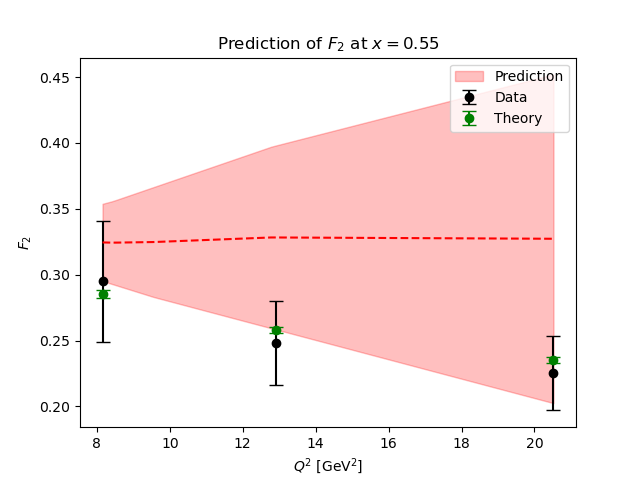 Prediction of F₂ at x = 0.55
0.45
0.40
0.35
0.30
0.25
0.20
F₂
8
10
12
14
16
18
20
Q² [GeV²]
Prediction
Data
Theory